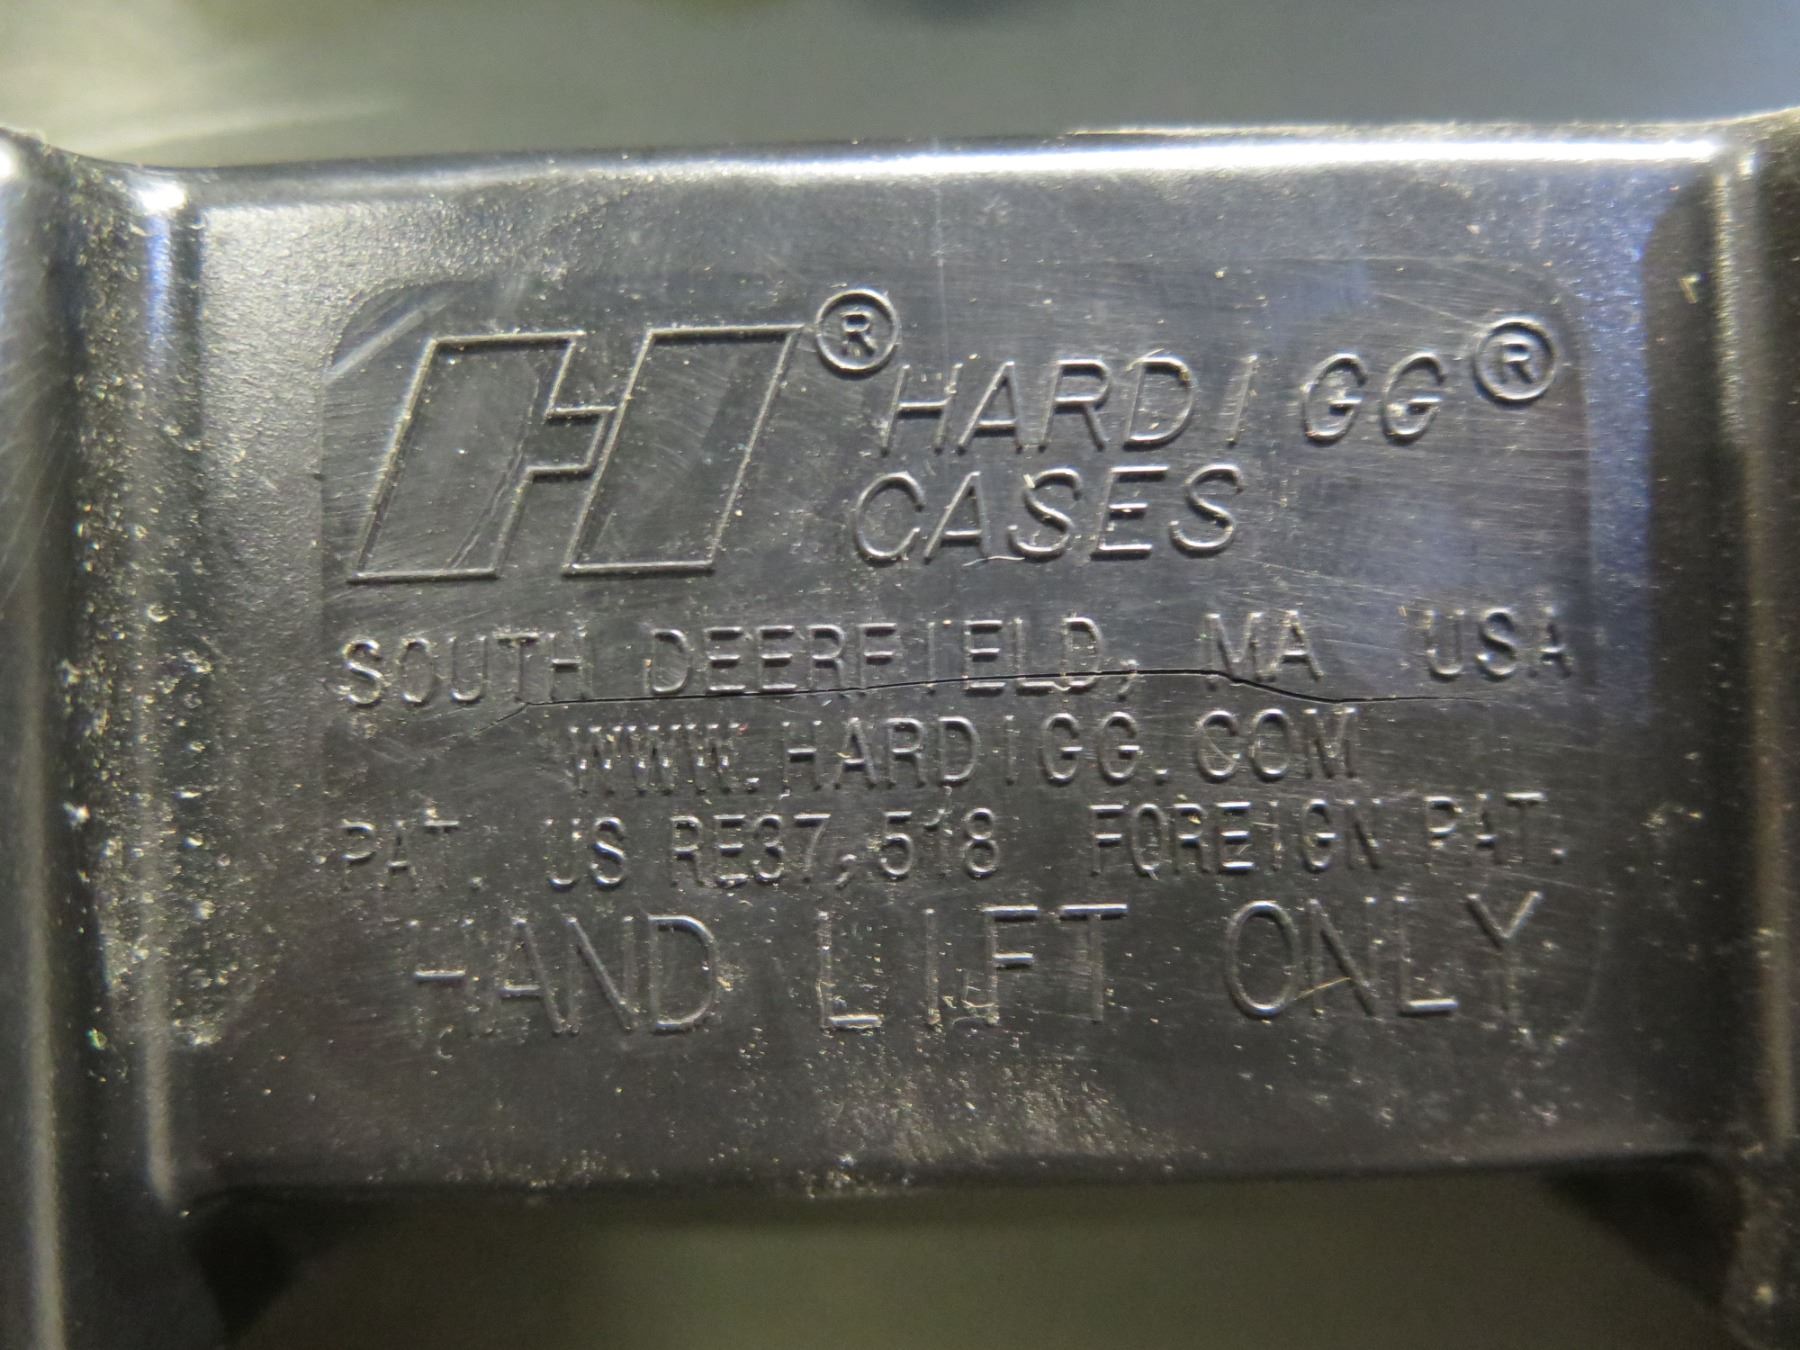 H® HARDIGG®
CASES
SOUTH DEERFIELD, MA USA
WWW.HARDIGG.COM
PAT. US RE37,518 FOREIGN PAT.
HAND LIFT ONLY